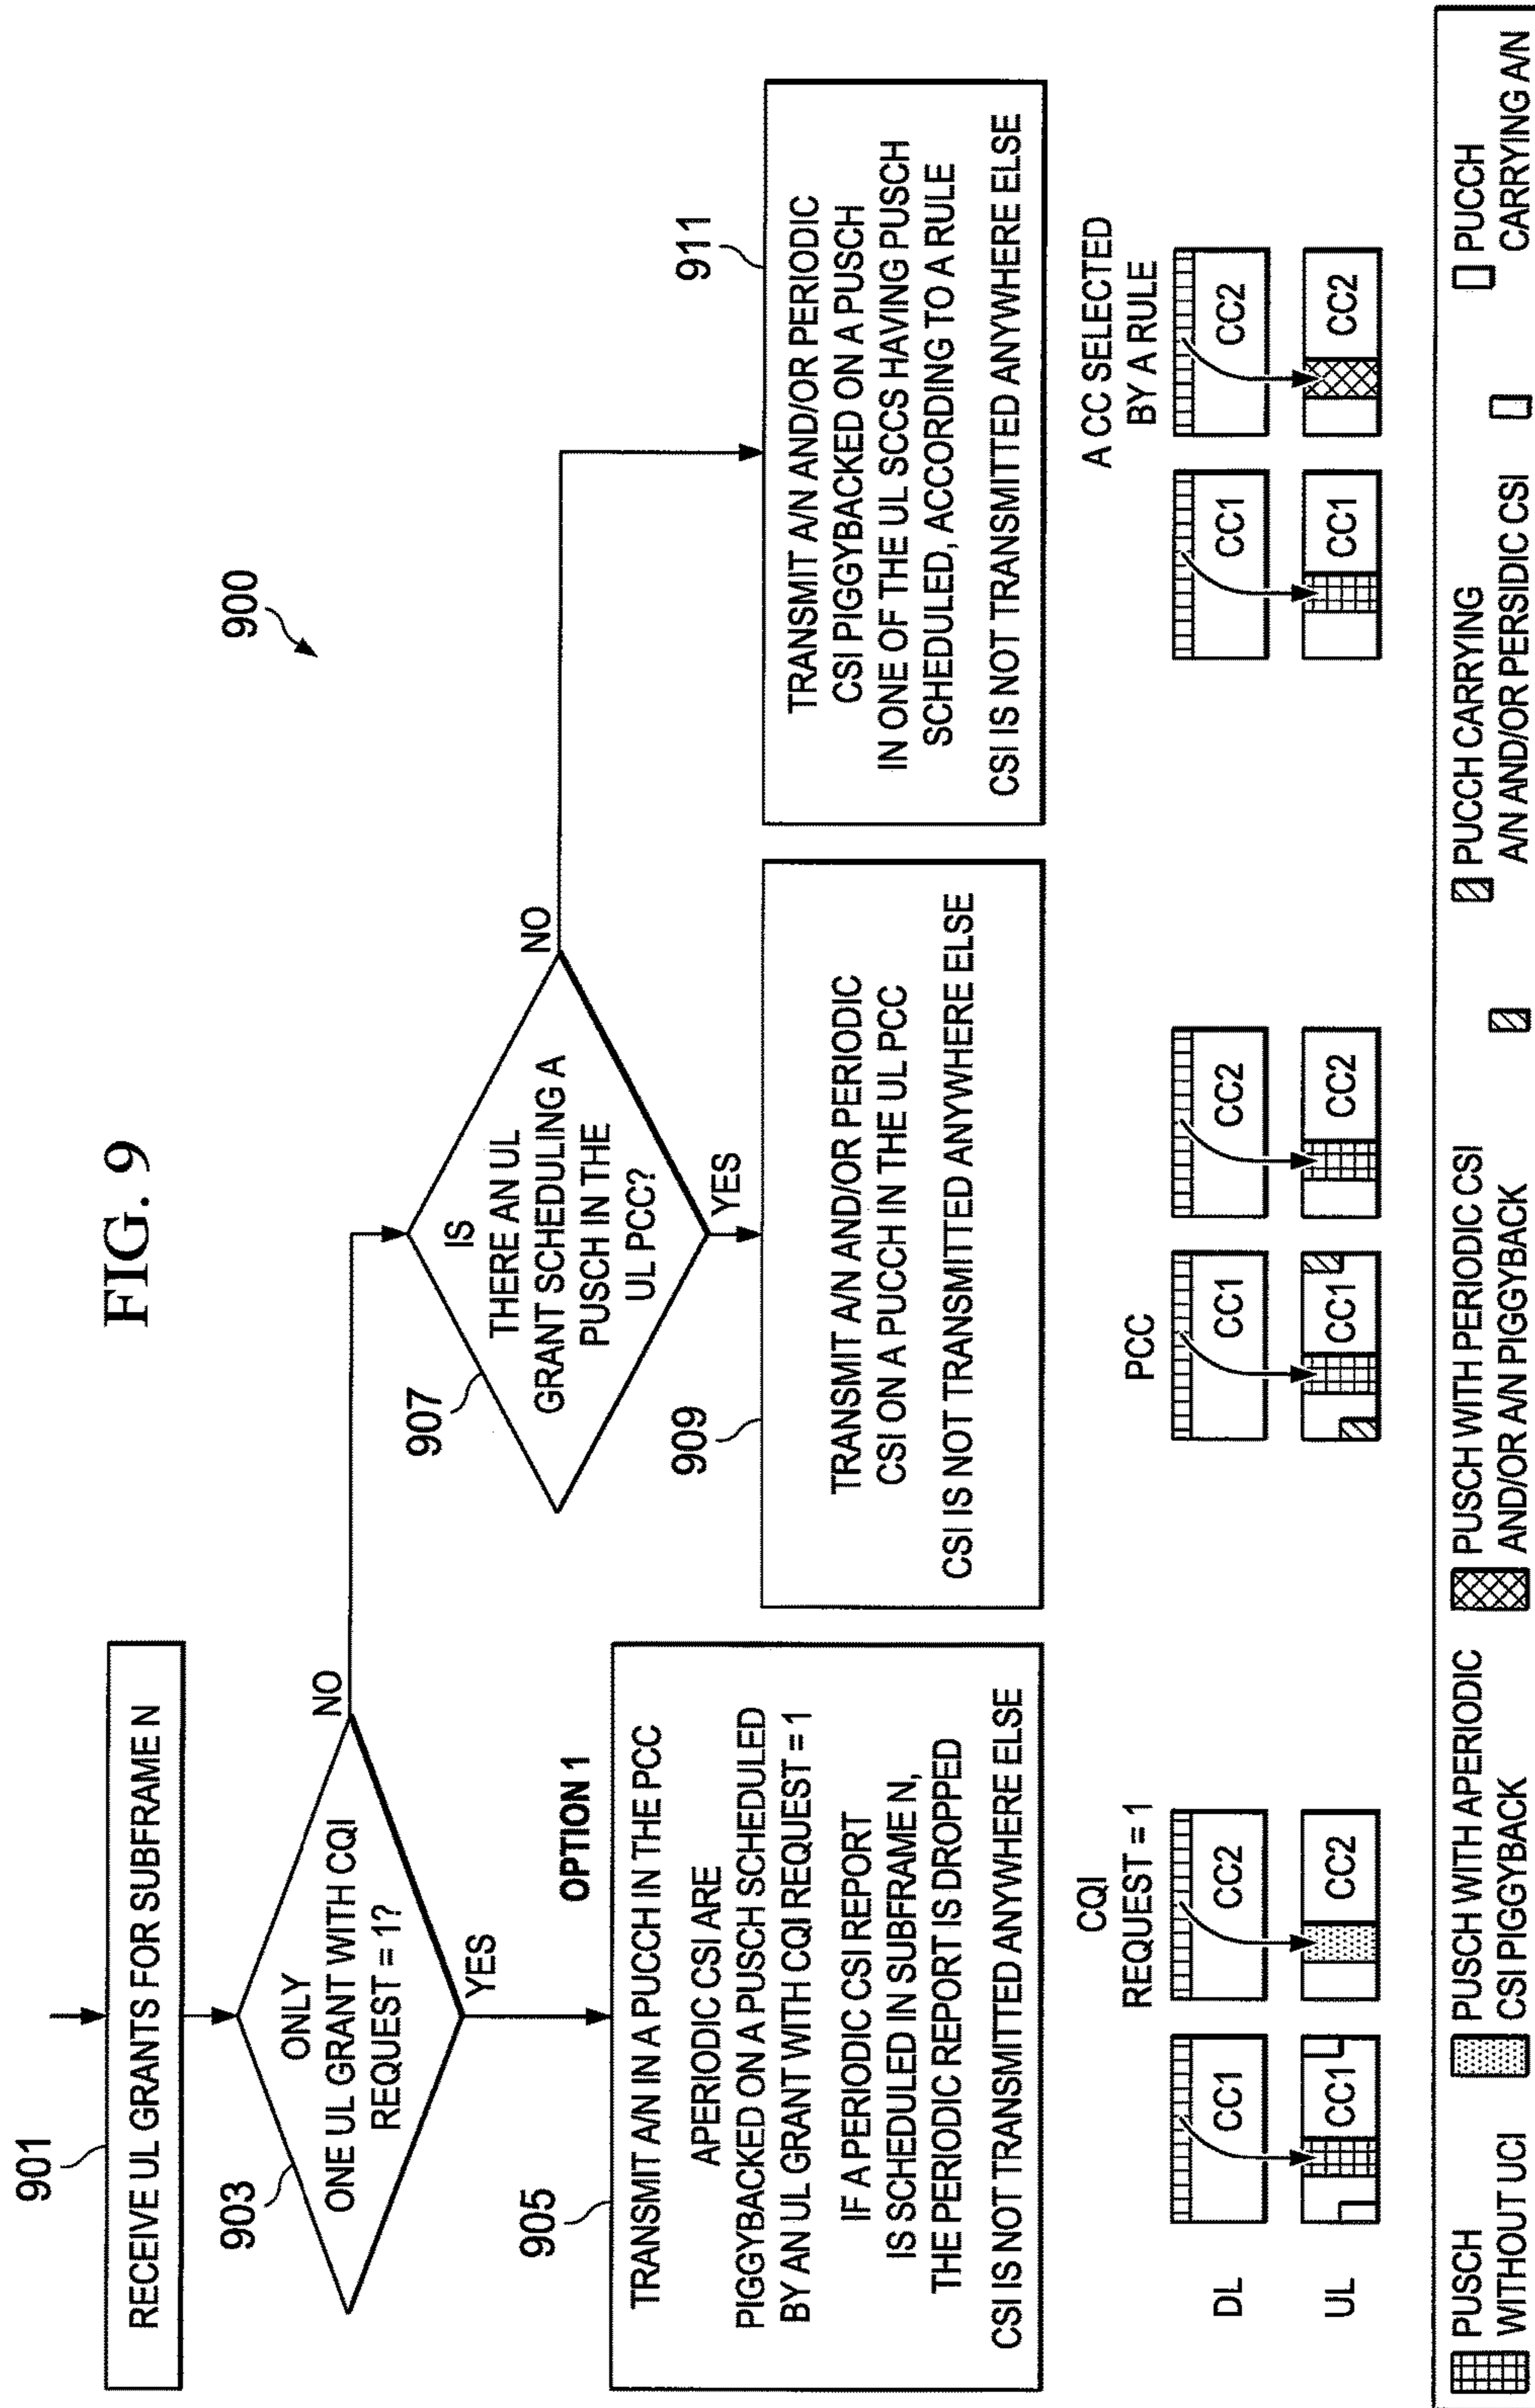 FIG. 9
900
901
RECEIVE UL GRANTS FOR SUBFRAME N
903
ONLY
ONE UL GRANT WITH CQI
REQUEST = 1?
NO
YES
907
IS
THERE AN UL
GRANT SCHEDULING A
PUSCH IN THE
UL PCC?
NO
YES
905
OPTION 1
TRANSMIT A/N IN A PUCCH IN THE PCC
APERIODIC CSI ARE
PIGGYBACKED ON A PUSCH SCHEDULED
BY AN UL GRANT WITH CQI REQUEST = 1
IF A PERIODIC CSI REPORT
IS SCHEDULED IN SUBFRAME N,
THE PERIODIC REPORT IS DROPPED
CSI IS NOT TRANSMITTED ANYWHERE ELSE
909
TRANSMIT A/N AND/OR PERIODIC
CSI ON A PUCCH IN THE UL PCC
CSI IS NOT TRANSMITTED ANYWHERE ELSE
911
TRANSMIT A/N AND/OR PERIODIC
CSI PIGGYBACKED ON A PUSCH
IN ONE OF THE UL SCCS HAVING PUSCH
SCHEDULED, ACCORDING TO A RULE
CSI IS NOT TRANSMITTED ANYWHERE ELSE
CQI
REQUEST = 1
DL
CC1
CC2
UL
CC1
CC2
PCC
CC1
CC2
CC1
CC2
A CC SELECTED
BY A RULE
CC1
CC2
CC1
CC2
PUSCH
WITHOUT UCI
PUSCH WITH APERIODIC
CSI PIGGYBACK
PUSCH WITH PERIODIC CSI
AND/OR A/N PIGGYBACK
PUCCH CARRYING
A/N AND/OR PERSIDIC CSI
PUCCH
CARRYING A/N